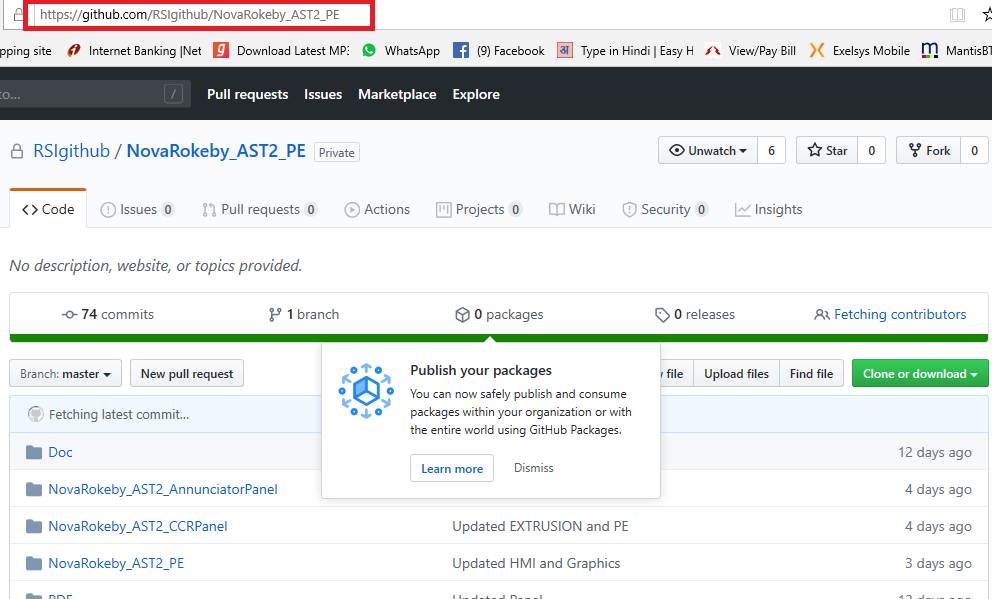 https://github.com/RSIgithub/NovaRokeby_AST2_PE
pping site Internet Banking |Net g Download Latest MP3 WhatsApp f (9) Facebook अ Type in Hindi | Easy H View/Pay Bill Exelsys Mobile MantisBT
to... / Pull requests Issues Marketplace Explore
RSIgithub / NovaRokeby_AST2_PE Private Unwatch 6 Star 0 Fork 0
Code Issues 0 Pull requests 0 Actions Projects 0 Wiki Security 0 Insights
No description, website, or topics provided.
74 commits 1 branch 0 packages 0 releases Fetching contributors
Branch: master New pull request file Upload files Find file Clone or download
Publish your packages
You can now safely publish and consume
packages within your organization or with
the entire world using GitHub Packages.
Learn more Dismiss
Fetching latest commit...
Doc 12 days ago
NovaRokeby_AST2_AnnunciatorPanel 4 days ago
NovaRokeby_AST2_CCRPanel Updated EXTRUSION and PE 4 days ago
NovaRokeby_AST2_PE Updated HMI and Graphics 3 days ago
PDF Updated Panel 12 days ago